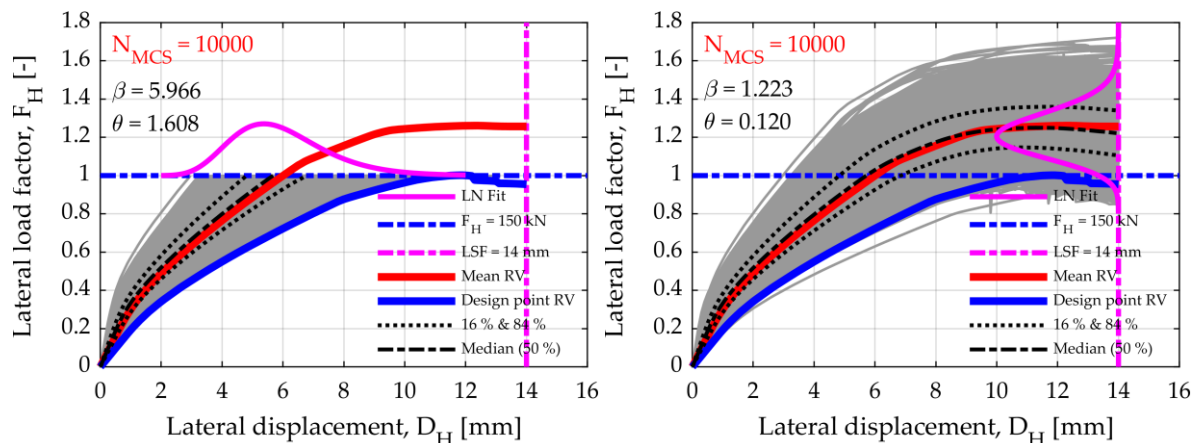 N_MCS = 10000
β = 5.966
θ = 1.608
1.8
1.6
1.4
1.2
1
0.8
0.6
0.4
0.2
0
Lateral load factor, F_H [-]
LN Fit
F_H = 150 kN
LSF = 14 mm
Mean RV
Design point RV
16 % & 84 %
Median (50 %)
0 2 4 6 8 10 12 14 16
Lateral displacement, D_H [mm]
N_MCS = 10000
β = 1.223
θ = 0.120
1.8
1.6
1.4
1.2
1
0.8
0.6
0.4
0.2
0
Lateral load factor, F_H [-]
LN Fit
F_H = 150 kN
LSF = 14 mm
Mean RV
Design point RV
16 % & 84 %
Median (50 %)
0 2 4 6 8 10 12 14 16
Lateral displacement, D_H [mm]